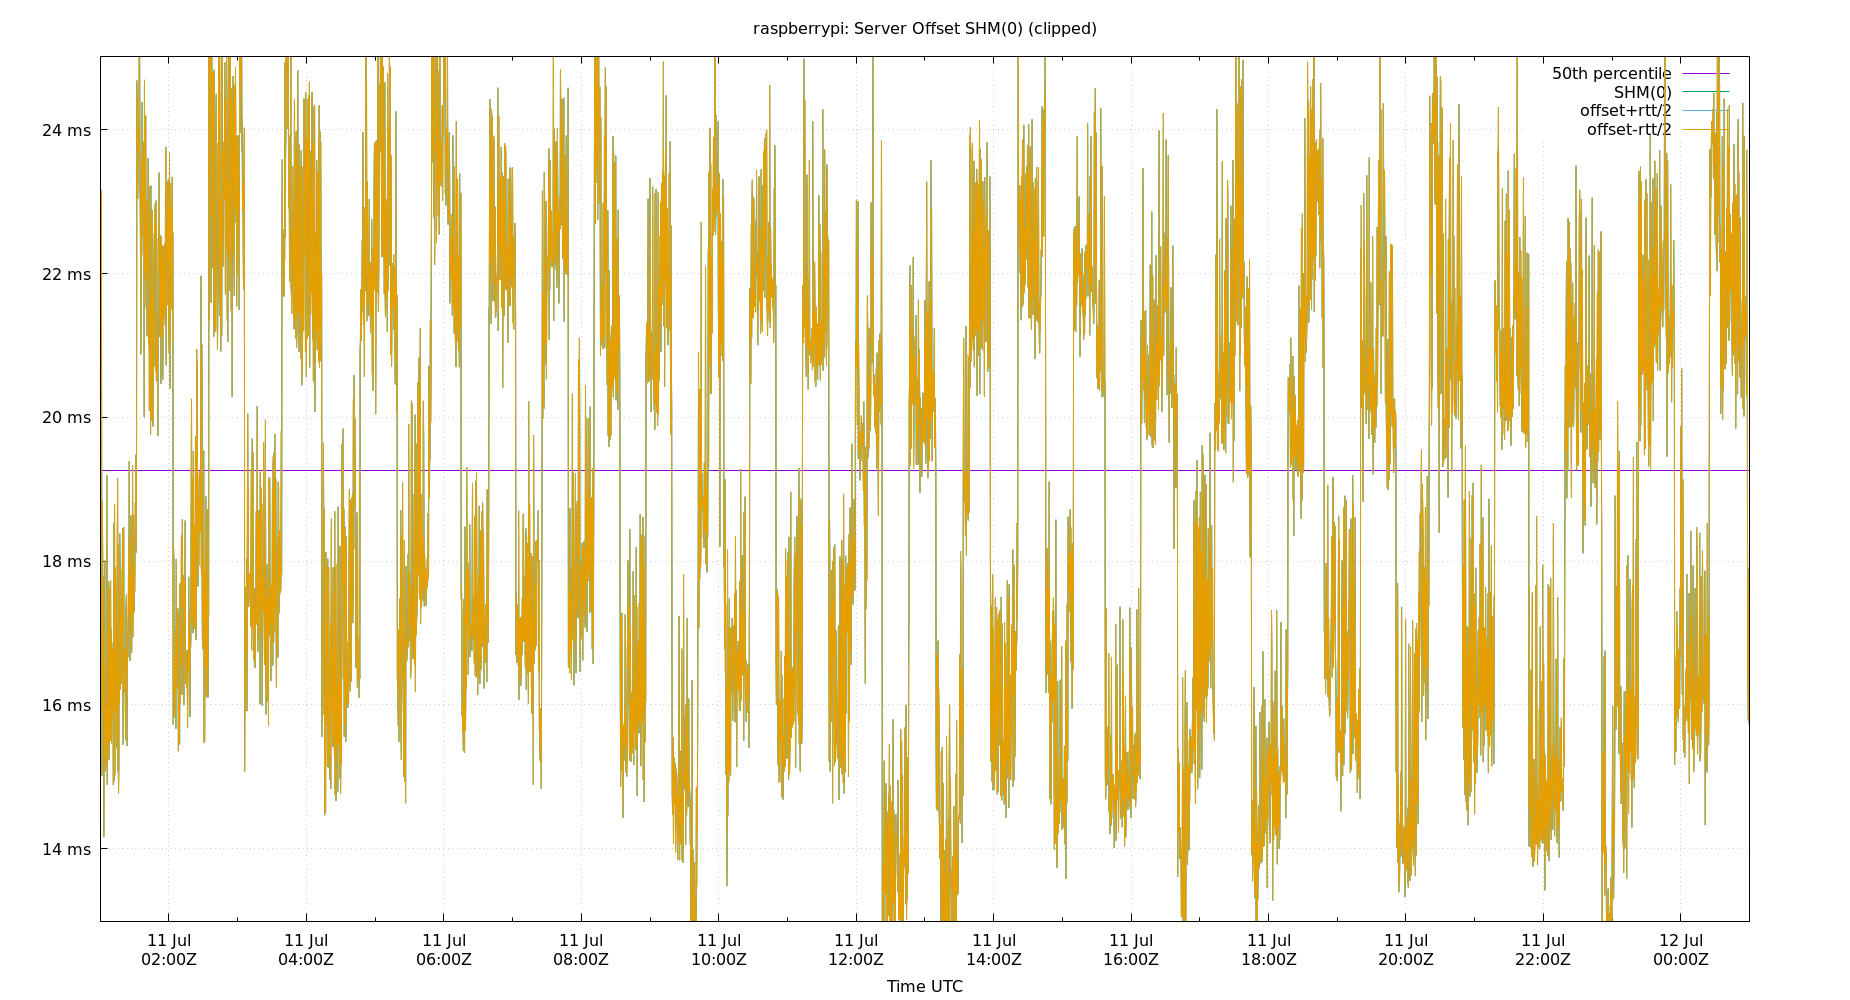 raspberrypi: Server Offset SHM(0) (clipped)
50th percentile
SHM(0)
offset+rtt/2
offset-rtt/2
24 ms
22 ms
20 ms
18 ms
16 ms
14 ms
11 Jul 11 Jul 11 Jul 11 Jul 11 Jul 11 Jul 11 Jul 11 Jul 11 Jul 11 Jul 11 Jul 12 Jul
02:00Z 04:00Z 06:00Z 08:00Z 10:00Z 12:00Z 14:00Z 16:00Z 18:00Z 20:00Z 22:00Z 00:00Z
Time UTC